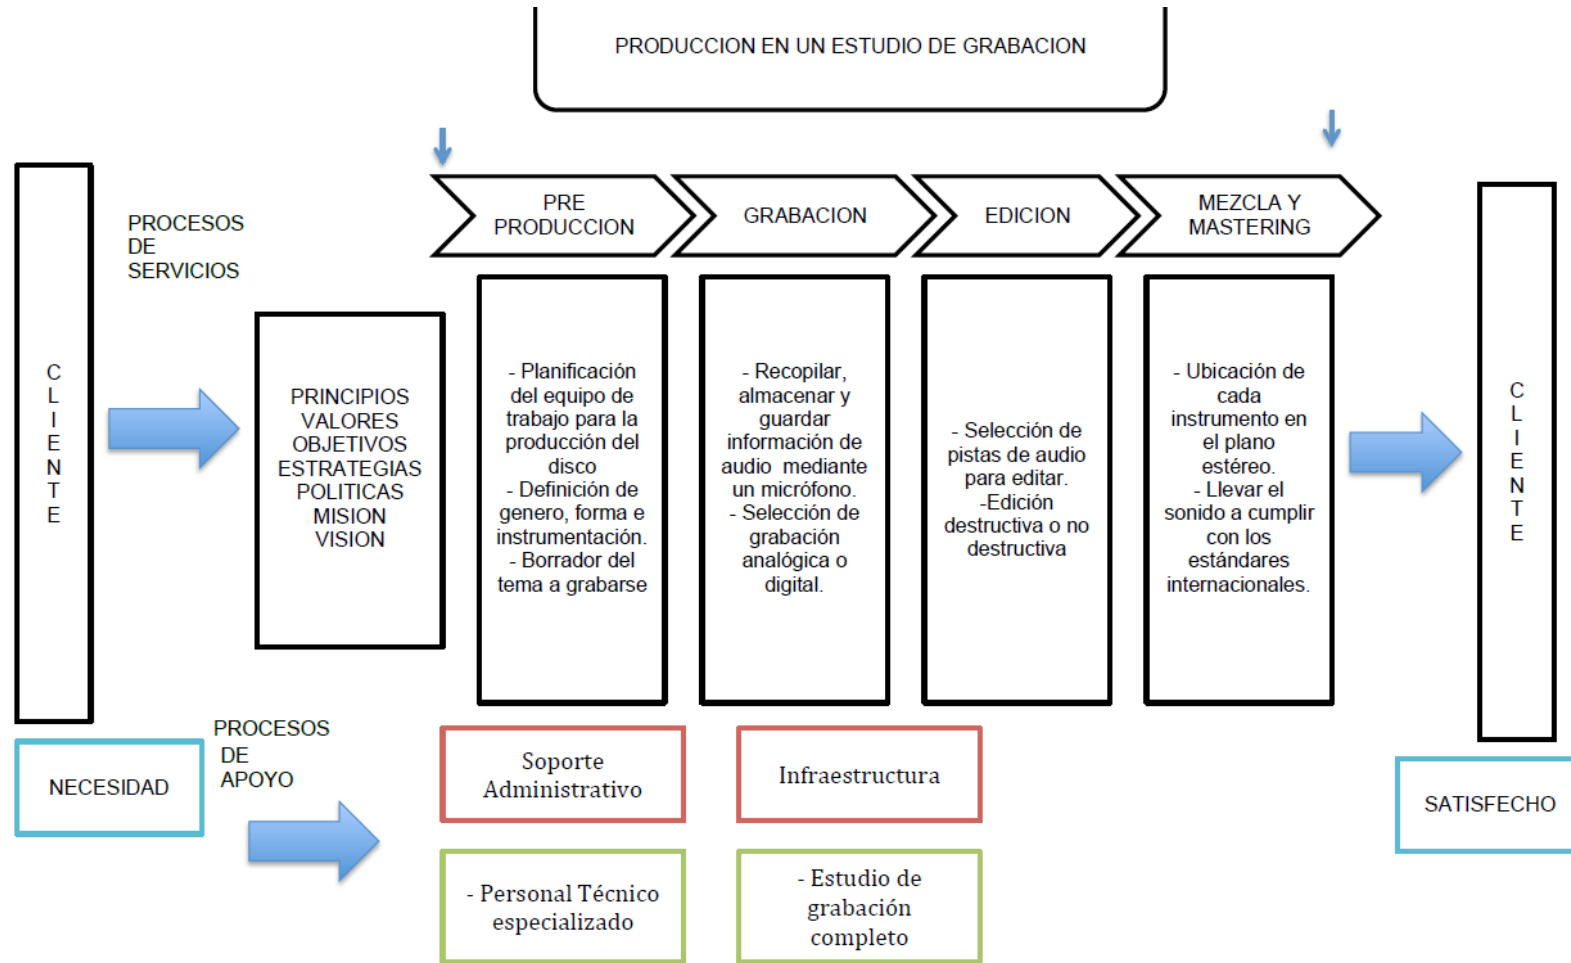 PRODUCCION EN UN ESTUDIO DE GRABACION
PRE
PRODUCCION
GRABACION
EDICION
MEZCLA Y
MASTERING
PROCESOS
DE
SERVICIOS
C
L
I
E
N
T
E
PRINCIPIOS
VALORES
OBJETIVOS
ESTRATEGIAS
POLITICAS
MISION
VISION
- Planificación
del equipo de
trabajo para la
producción del
disco
- Definición de
genero, forma e
instrumentación.
- Borrador del
tema a grabarse
- Recopilar,
almacenar y
guardar
información de
audio mediante
un micrófono.
- Selección de
grabación
analógica o
digital.
- Selección de
pistas de audio
para editar.
-Edición
destructiva o no
destructiva
- Ubicación de
cada
instrumento en
el plano
estéreo.
- Llevar el
sonido a cumplir
con los
estándares
internacionales.
C
L
I
E
N
T
E
NECESIDAD
PROCESOS
DE
APOYO
Soporte
Administrativo
Infraestructura
SATISFECHO
- Personal Técnico
especializado
- Estudio de
grabación
completo